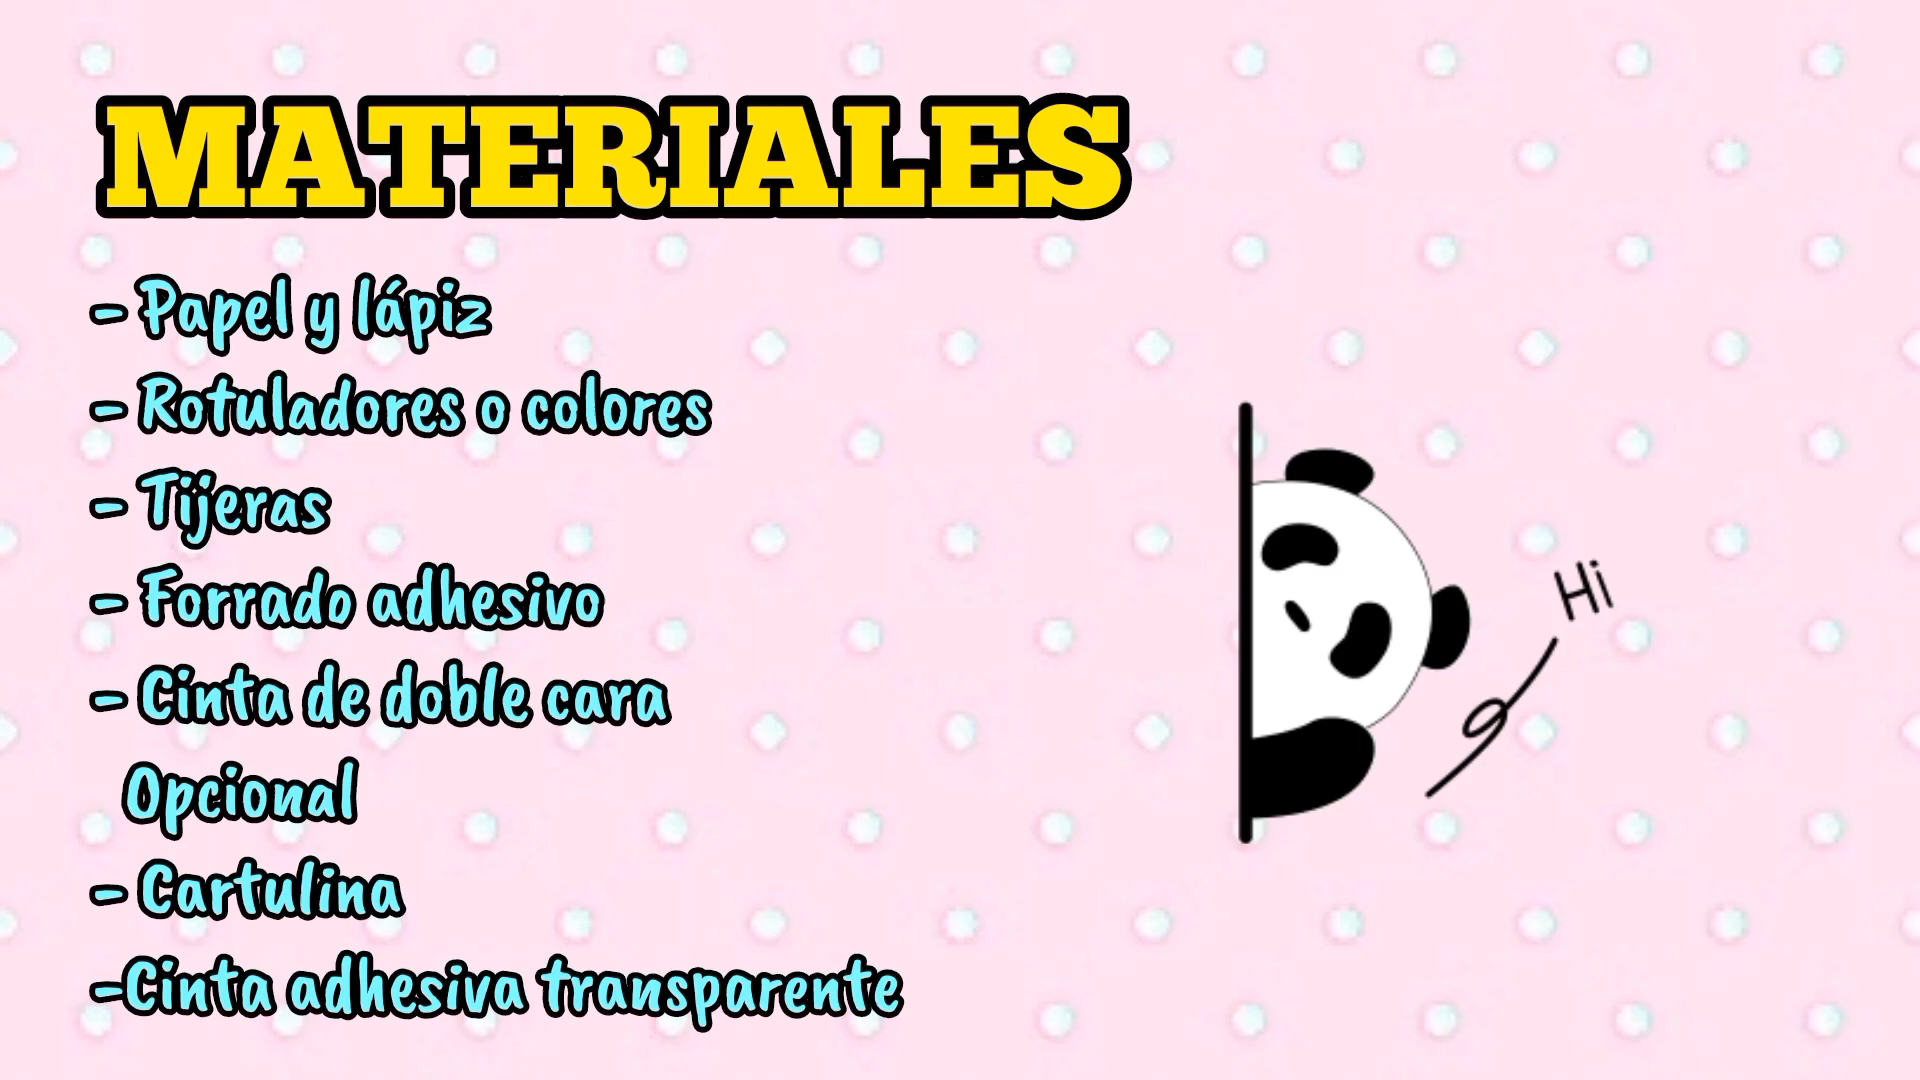 MATERIALES
- Papel y lápiz
- Rotuladores o colores
- Tijeras
- Forrado adhesivo
- Cinta de doble cara
Opcional
- Cartulina
-Cinta adhesiva transparente
Hi